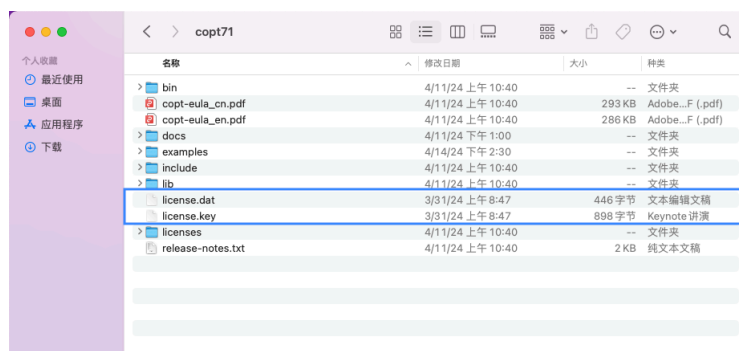 copt71
个人收藏
最近使用
桌面
应用程序
下载
名称 修改日期 大小 种类
bin 4/11/24 上午 10:40 -- 文件夹
copt-eula_cn.pdf 4/11/24 上午 10:40 293 KB Adobe...F (.pdf)
copt-eula_en.pdf 4/11/24 上午 10:40 286 KB Adobe...F (.pdf)
docs 4/11/24 下午 1:00 -- 文件夹
examples 4/14/24 下午 2:30 -- 文件夹
include 4/11/24 上午 10:40 -- 文件夹
lib 4/11/24 上午 10:40 -- 文件夹
license.dat 3/31/24 上午 8:47 446 字节 文本编辑文稿
license.key 3/31/24 上午 8:47 898 字节 Keynote 讲演
licenses 4/11/24 上午 10:40 -- 文件夹
release-notes.txt 4/11/24 上午 10:40 2 KB 纯文本文稿